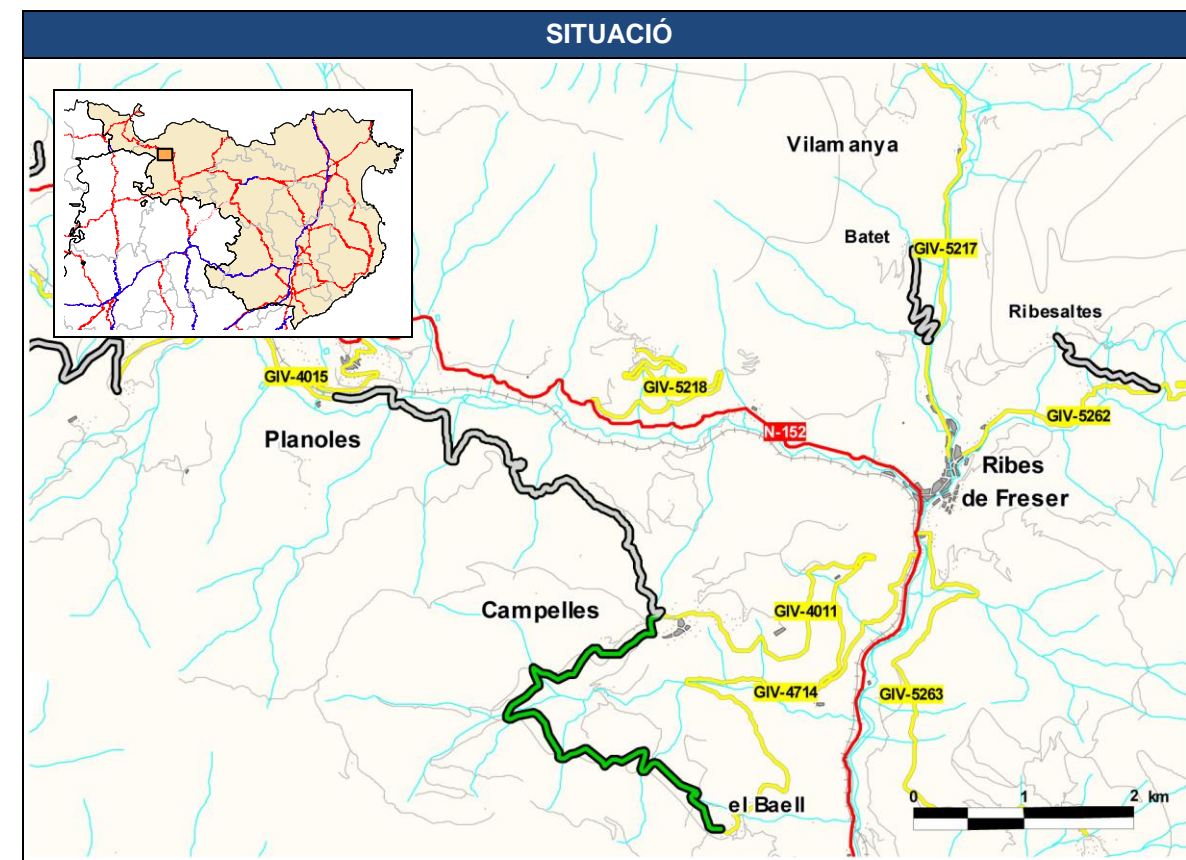 SITUACIÓ
Vilamanya
Batet
GIV-5217
Ribesaltes
GIV-4015
GIV-5218
GIV-5262
Planoles
N-152
Ribes
de Freser
Campelles
GIV-4011
GIV-4714
GIV-5263
el Baell
0 1 2 km